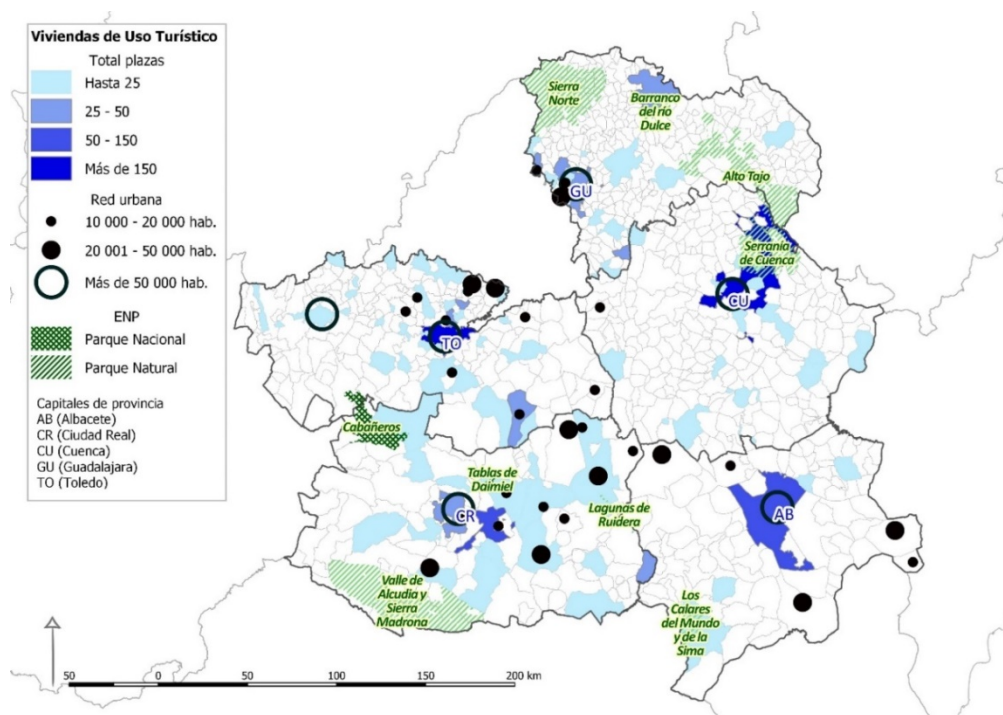 Viviendas de Uso Turístico
Total plazas
Hasta 25
25 - 50
50 - 150
Más de 150
Red urbana
10 000 - 20 000 hab.
20 001 - 50 000 hab.
Más de 50 000 hab.
ENP
Parque Nacional
Parque Natural
Capitales de provincia
AB (Albacete)
CR (Ciudad Real)
CU (Cuenca)
GU (Guadalajara)
TO (Toledo)
Sierra
Norte
Barranco
del río
Dulce
Alto Tajo
GU
Serranía
de Cuenca
CU
TO
Cabañeros
Tablas de
Daimiel
Lagunas de
Ruidera
CR
AB
Valle de
Alcudia y
Sierra
Madrona
Los
Calares
del Mundo
y de la
Sima
50 0 50 100 150 200 km